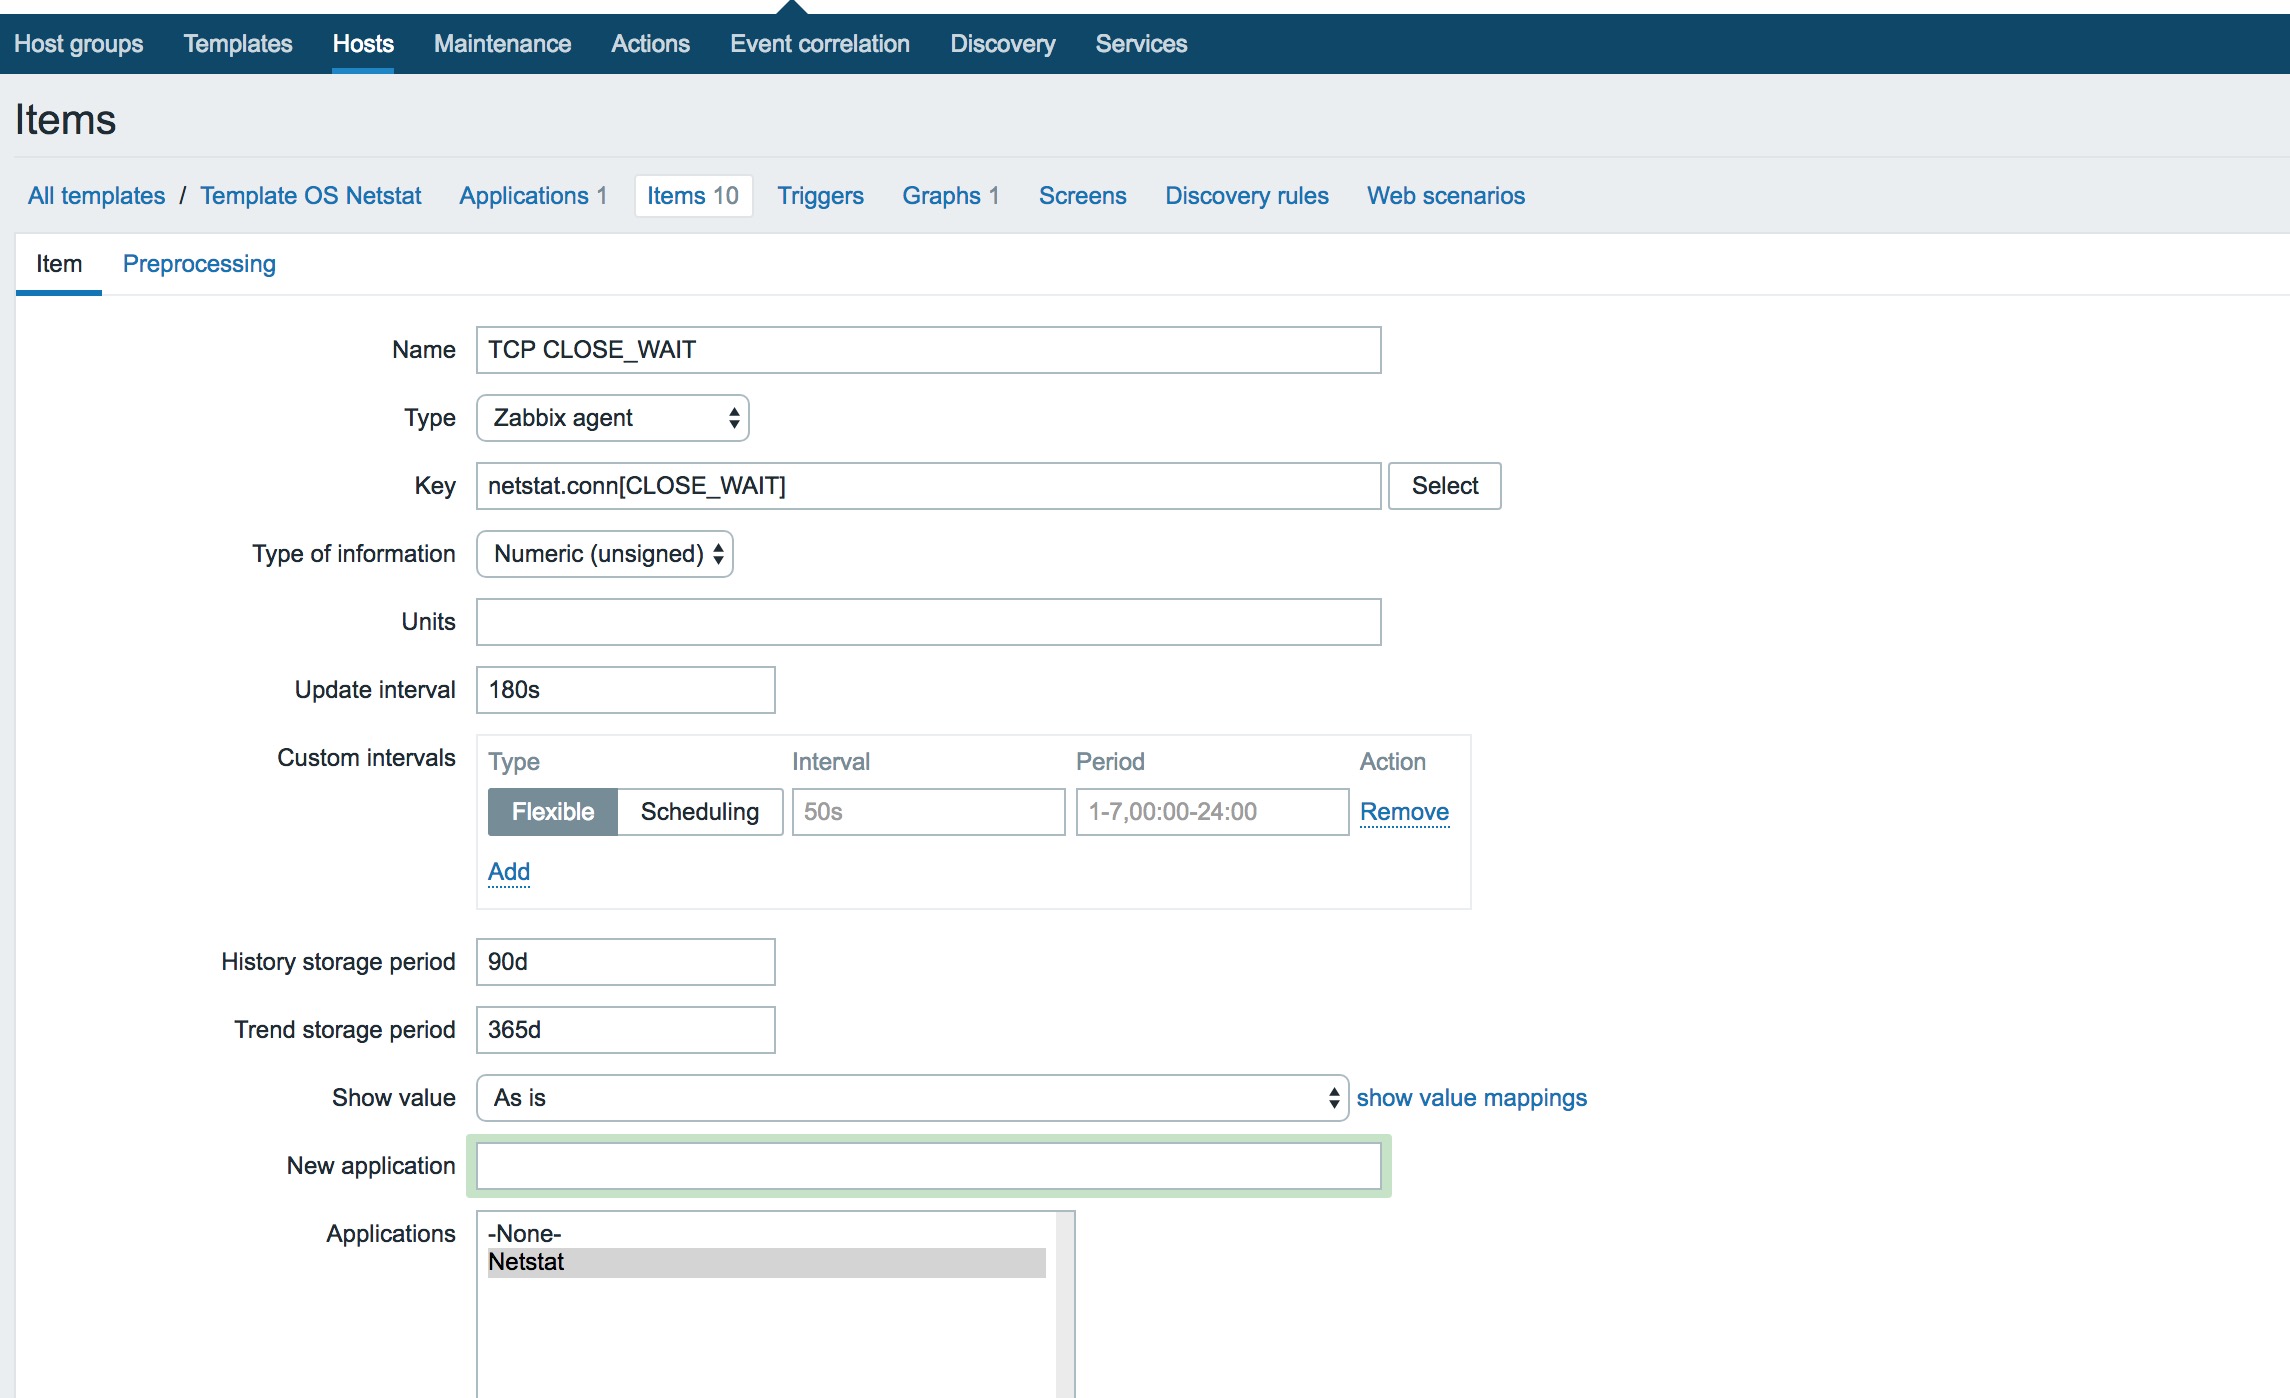 Host groups Templates Hosts Maintenance Actions Event correlation Discovery Services
Items
All templates / Template OS Netstat Applications 1 Items 10 Triggers Graphs 1 Screens Discovery rules Web scenarios
Item Preprocessing
Name TCP CLOSE_WAIT
Type Zabbix agent
Key netstat.conn[CLOSE_WAIT] Select
Type of information Numeric (unsigned)
Units
Update interval 180s
Custom intervals Type Interval Period Action
Flexible Scheduling 50s 1-7,00:00-24:00 Remove
Add
History storage period 90d
Trend storage period 365d
Show value As is show value mappings
New application
Applications -None-
Netstat